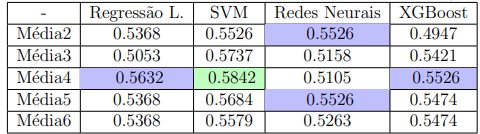 - Regressão L. SVM Redes Neurais XGBoost
Média2 0.5368 0.5526 0.5526 0.4947
Média3 0.5053 0.5737 0.5158 0.5421
Média4 0.5632 0.5842 0.5105 0.5526
Média5 0.5368 0.5684 0.5526 0.5474
Média6 0.5368 0.5579 0.5263 0.5474